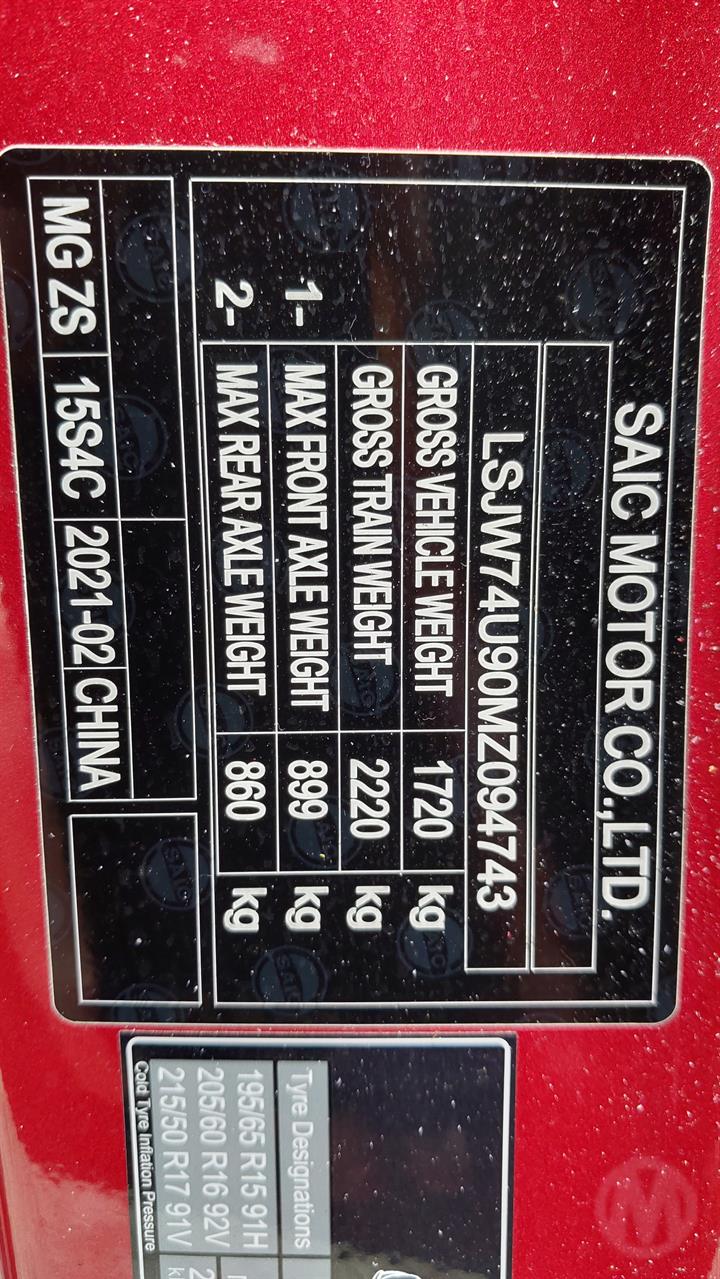 SAIC MOTOR CO.,LTD.
LSJW74U90MZ094743
GROSS VEHICLE WEIGHT 1720 kg
GROSS TRAIN WEIGHT 2220 kg
1- MAX FRONT AXLE WEIGHT 899 kg
2- MAX REAR AXLE WEIGHT 860 kg
MG ZS 15S4C 2021-02 CHINA
Tyre Designations
195/65 R15 91H
205/60 R16 92V
215/50 R17 91V
Cold Tyre Inflation Pressure